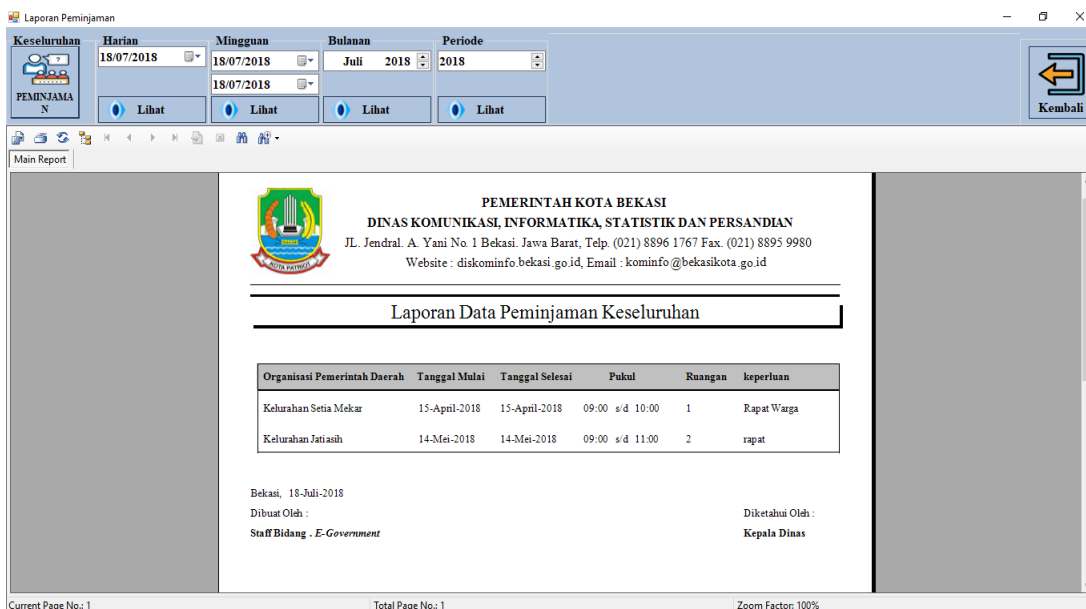 Laporan Peminjaman
Keseluruhan Harian Mingguan Bulanan Periode
18/07/2018 18/07/2018 Juli 2018 2018
18/07/2018
PEMINJAMA
N
Lihat Lihat Lihat Lihat
Kembali
Main Report
KOTA PATRIOT
PEMERINTAH KOTA BEKASI
DINAS KOMUNIKASI, INFORMATIKA, STATISTIK DAN PERSANDIAN
JL. Jendral. A. Yani No. 1 Bekasi. Jawa Barat, Telp. (021) 8896 1767 Fax. (021) 8895 9980
Website : diskominfo.bekasi.go.id, Email : kominfo@bekasikota.go.id
Laporan Data Peminjaman Keseluruhan
Organisasi Pemerintah Daerah Tanggal Mulai Tanggal Selesai Pukul Ruangan keperluan
Kelurahan Setia Mekar 15-April-2018 15-April-2018 09:00 s/d 10:00 1 Rapat Warga
Kelurahan Jatiasih 14-Mei-2018 14-Mei-2018 09:00 s/d 11:00 2 rapat
Bekasi, 18-Juli-2018
Dibuat Oleh : Diketahui Oleh :
Staff Bidang . E-Government Kepala Dinas
Current Page No.: 1 Total Page No.: 1 Zoom Factor: 100%